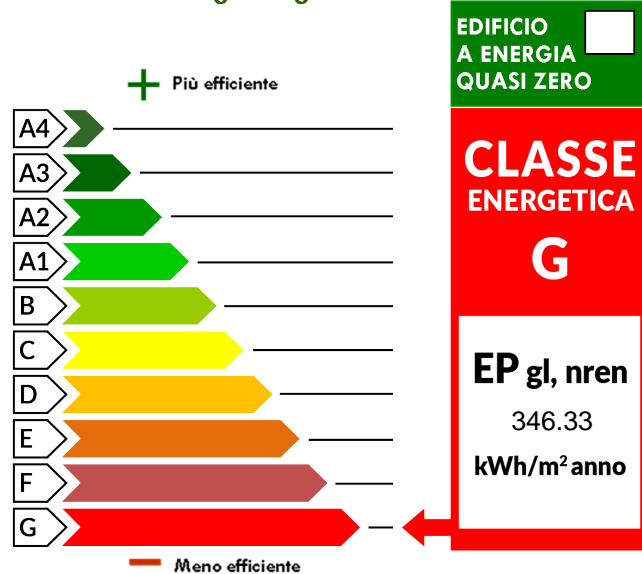 EDIFICIO
A ENERGIA
QUASI ZERO
Più efficiente
A4
A3
A2
A1
B
C
D
E
F
G
Meno efficiente
CLASSE
ENERGETICA
G
EP gl, nren
346.33
kWh/m² anno